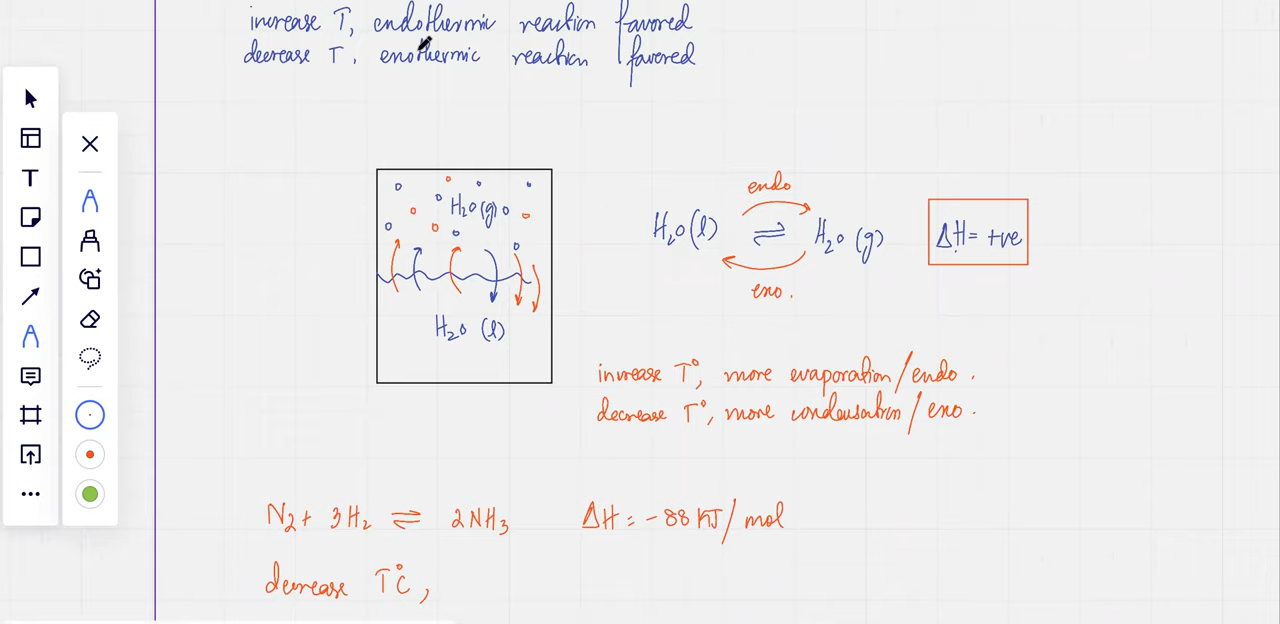 increase T, endothermic reaction favored
decrease T, exothermic reaction favored
H₂O(g)
H₂O (l)
endo
H₂O(l) ⇌ H₂O (g)
exo.
ΔH = +ve
increase T°, more evaporation/endo.
decrease T°, more condensation/exo.
N₂ + 3H₂ ⇌ 2NH₃ ΔH = -88 KJ/mol
decrease T°C,
T
A